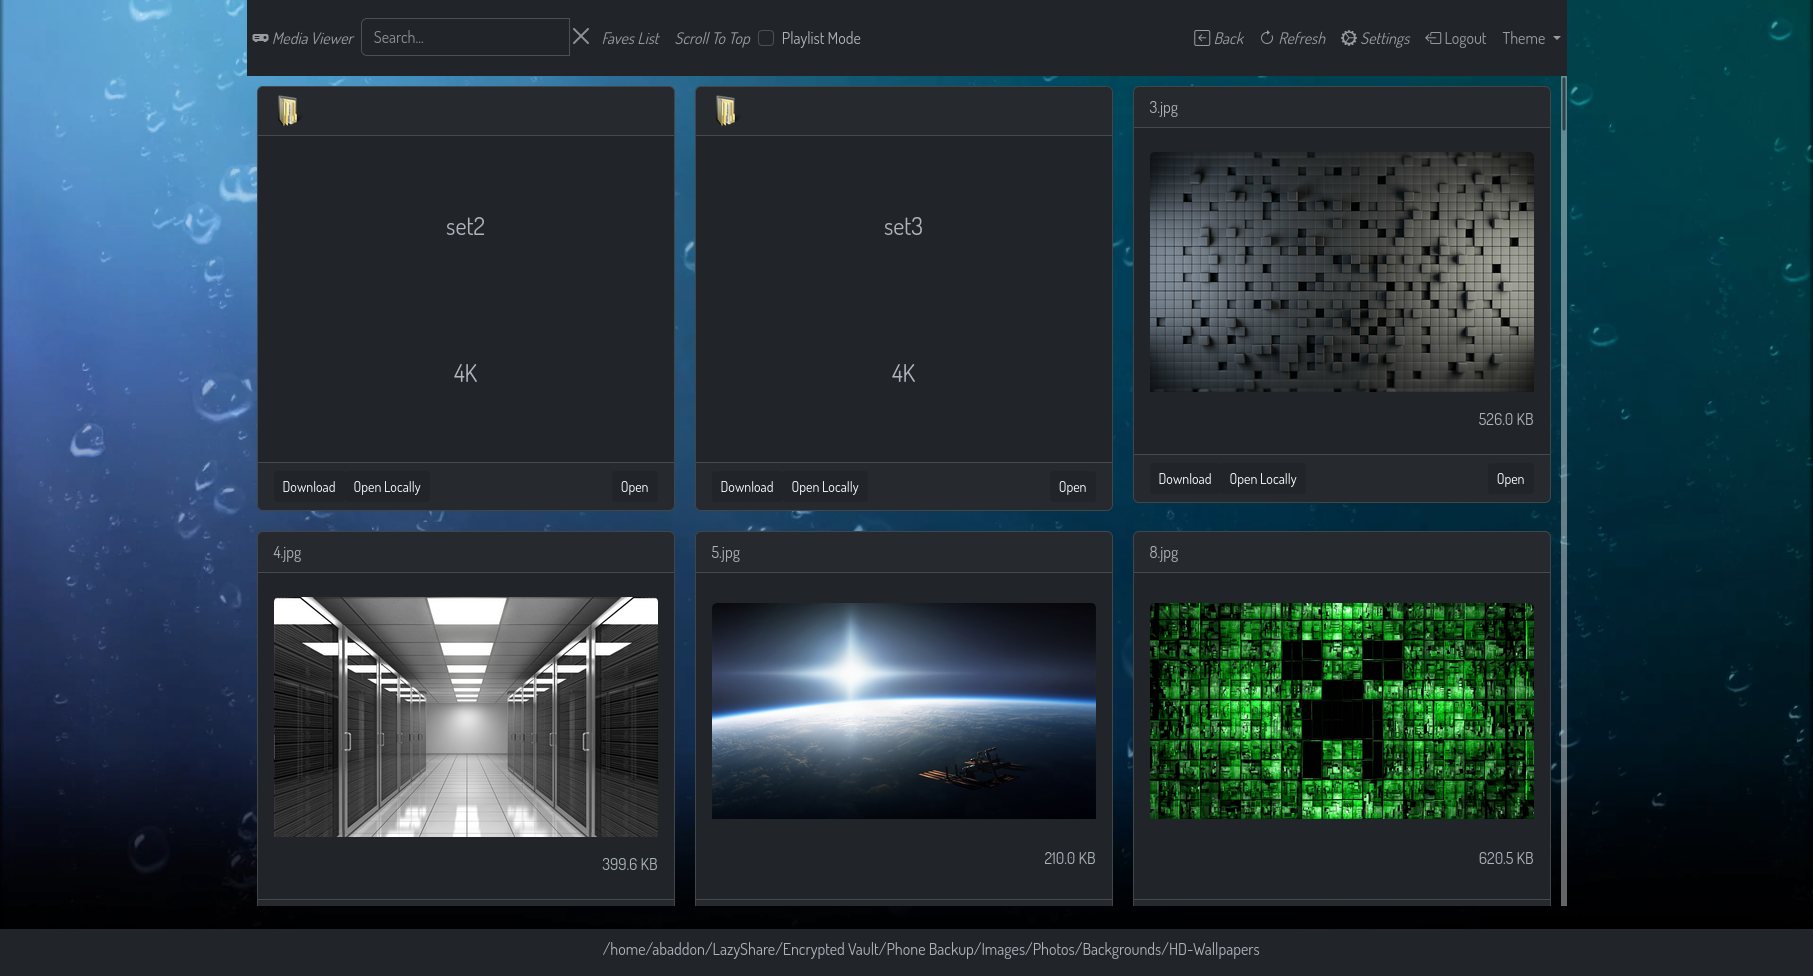 Media Viewer Search... Faves List Scroll To Top Playlist Mode Back Refresh Settings Logout Theme
set2
4K
Download Open Locally Open
set3
4K
Download Open Locally Open
3.jpg
526.0 KB
Download Open Locally Open
4.jpg
399.6 KB
5.jpg
210.0 KB
8.jpg
620.5 KB
/home/abaddon/LazyShare/Encrypted Vault/Phone Backup/Images/Photos/Backgrounds/HD-Wallpapers